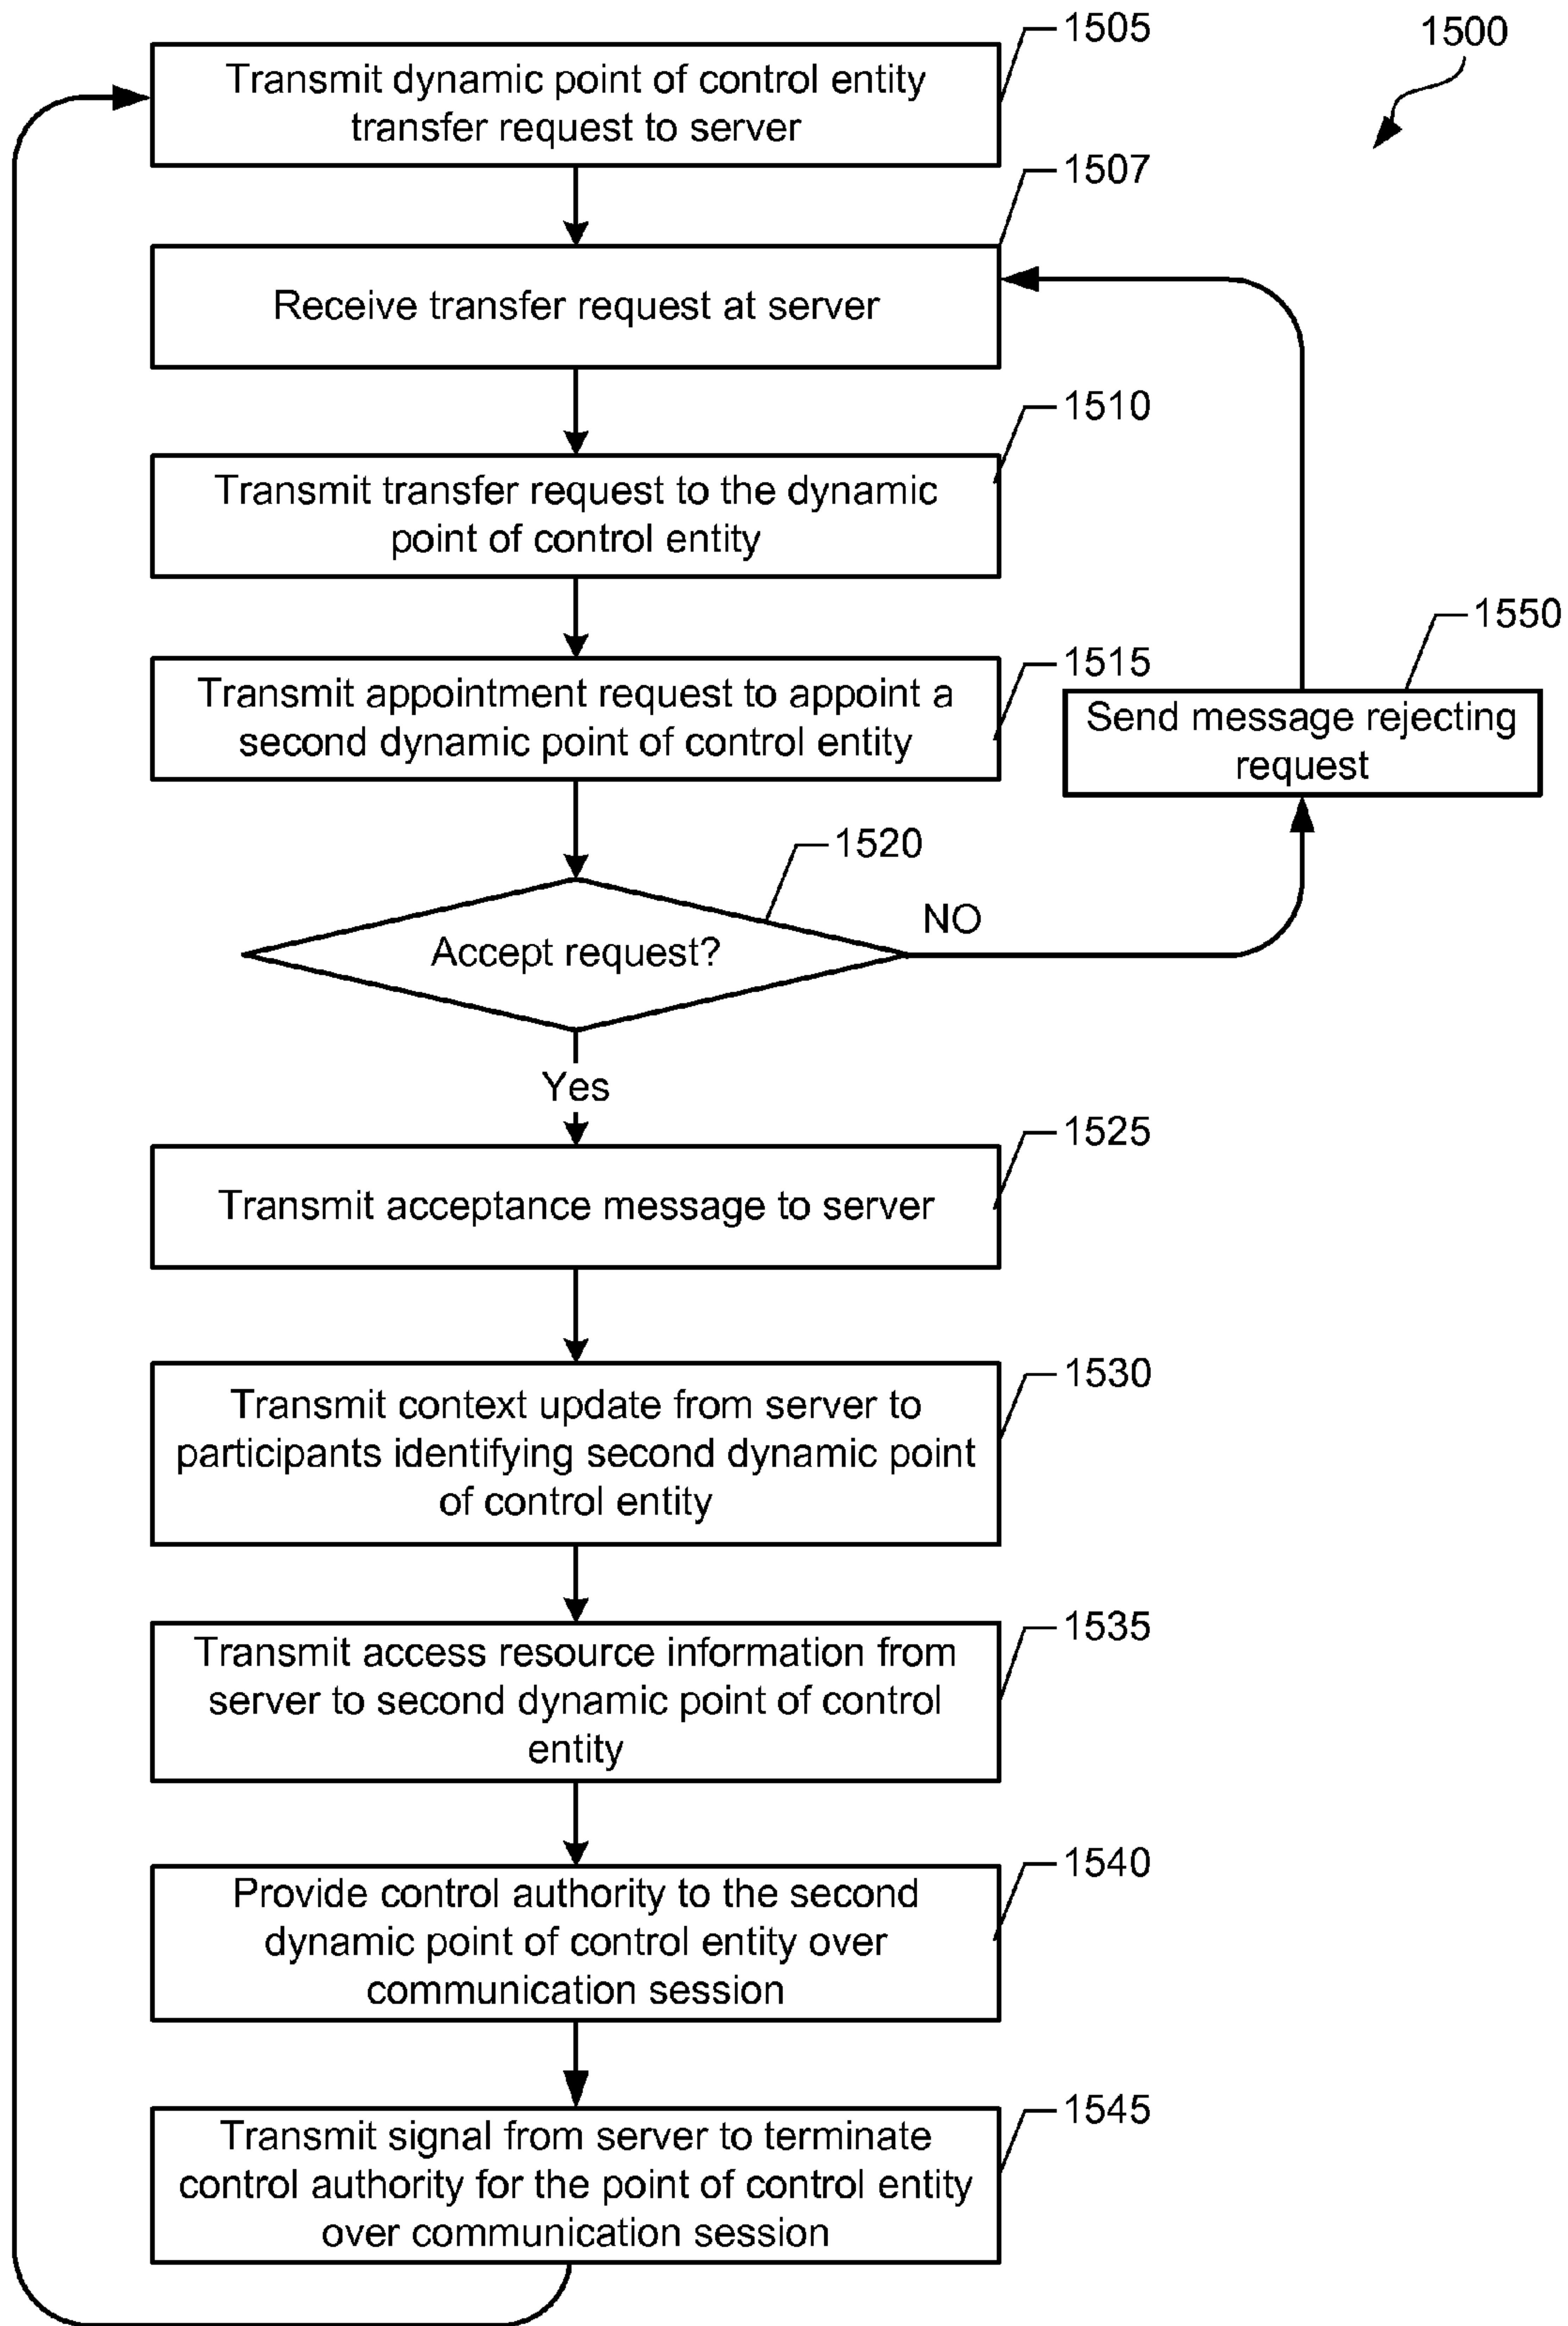 1505
1500
Transmit dynamic point of control entity
transfer request to server
1507
Receive transfer request at server
1510
Transmit transfer request to the dynamic
point of control entity
1515
Transmit appointment request to appoint a
second dynamic point of control entity
1550
Send message rejecting
request
1520
Accept request?
NO
Yes
1525
Transmit acceptance message to server
1530
Transmit context update from server to
participants identifying second dynamic point
of control entity
1535
Transmit access resource information from
server to second dynamic point of control
entity
1540
Provide control authority to the second
dynamic point of control entity over
communication session
1545
Transmit signal from server to terminate
control authority for the point of control entity
over communication session